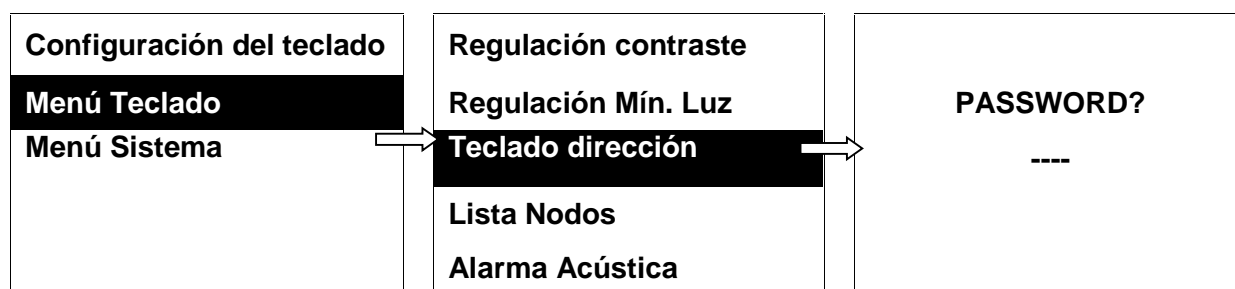 Configuración del teclado
Menú Teclado
Menú Sistema
Regulación contraste
Regulación Mín. Luz
Teclado dirección
Lista Nodos
Alarma Acústica
PASSWORD?
----